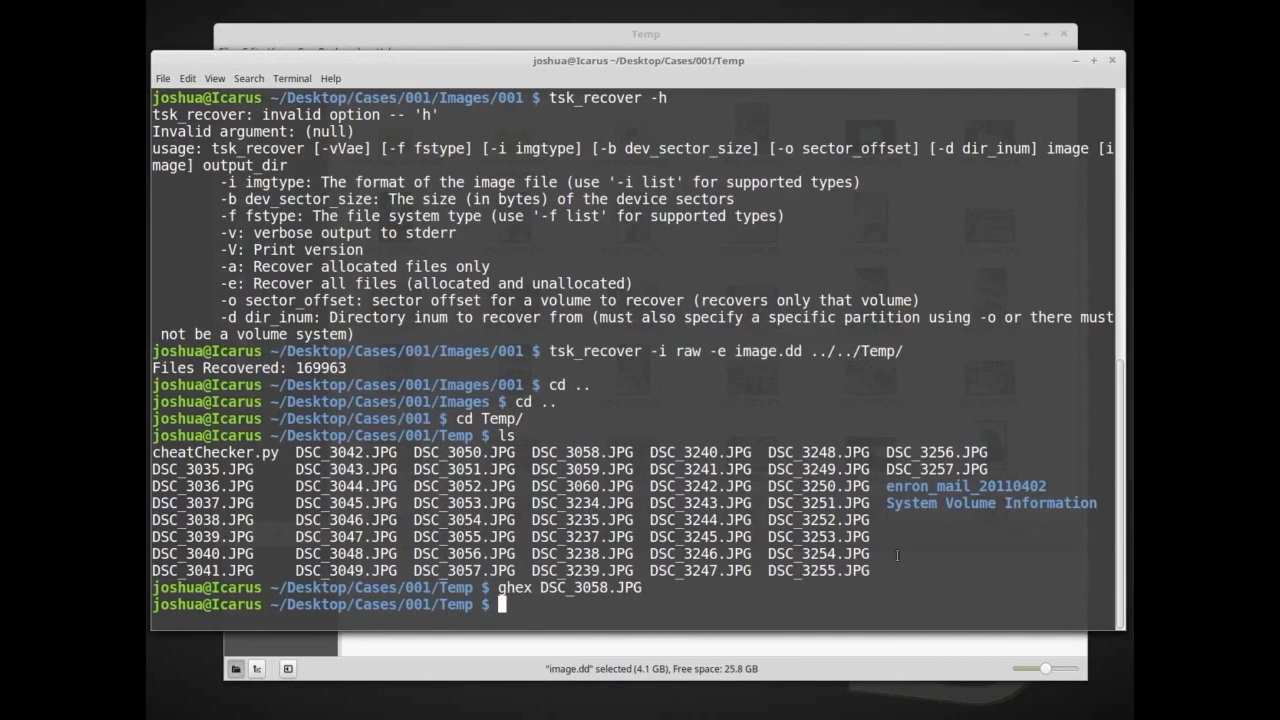 Temp
joshua@Icarus ~/Desktop/Cases/001/Temp
File Edit View Search Terminal Help
joshua@Icarus ~/Desktop/Cases/001/Images/001 $ tsk_recover -h
tsk_recover: invalid option -- 'h'
Invalid argument: (null)
usage: tsk_recover [-vVae] [-f fstype] [-i imgtype] [-b dev_sector_size] [-o sector_offset] [-d dir_inum] image [i
mage] output_dir
-i imgtype: The format of the image file (use '-i list' for supported types)
-b dev_sector_size: The size (in bytes) of the device sectors
-f fstype: The file system type (use '-f list' for supported types)
-v: verbose output to stderr
-V: Print version
-a: Recover allocated files only
-e: Recover all files (allocated and unallocated)
-o sector_offset: sector offset for a volume to recover (recovers only that volume)
-d dir_inum: Directory inum to recover from (must also specify a specific partition using -o or there must
not be a volume system)
joshua@Icarus ~/Desktop/Cases/001/Images/001 $ tsk_recover -i raw -e image.dd ../../Temp/
Files Recovered: 169963
joshua@Icarus ~/Desktop/Cases/001/Images/001 $ cd ..
joshua@Icarus ~/Desktop/Cases/001/Images $ cd ..
joshua@Icarus ~/Desktop/Cases/001 $ cd Temp/
joshua@Icarus ~/Desktop/Cases/001/Temp $ ls
cheatChecker.py DSC_3042.JPG DSC_3050.JPG DSC_3058.JPG DSC_3240.JPG DSC_3248.JPG DSC_3256.JPG
DSC_3035.JPG DSC_3043.JPG DSC_3051.JPG DSC_3059.JPG DSC_3241.JPG DSC_3249.JPG DSC_3257.JPG
DSC_3036.JPG DSC_3044.JPG DSC_3052.JPG DSC_3060.JPG DSC_3242.JPG DSC_3250.JPG enron_mail_20110402
DSC_3037.JPG DSC_3045.JPG DSC_3053.JPG DSC_3234.JPG DSC_3243.JPG DSC_3251.JPG System Volume Information
DSC_3038.JPG DSC_3046.JPG DSC_3054.JPG DSC_3235.JPG DSC_3244.JPG DSC_3252.JPG
DSC_3039.JPG DSC_3047.JPG DSC_3055.JPG DSC_3237.JPG DSC_3245.JPG DSC_3253.JPG
DSC_3040.JPG DSC_3048.JPG DSC_3056.JPG DSC_3238.JPG DSC_3246.JPG DSC_3254.JPG
DSC_3041.JPG DSC_3049.JPG DSC_3057.JPG DSC_3239.JPG DSC_3247.JPG DSC_3255.JPG
joshua@Icarus ~/Desktop/Cases/001/Temp $ ghex DSC_3058.JPG
joshua@Icarus ~/Desktop/Cases/001/Temp $
"image.dd" selected (4.1 GB), Free space: 25.8 GB